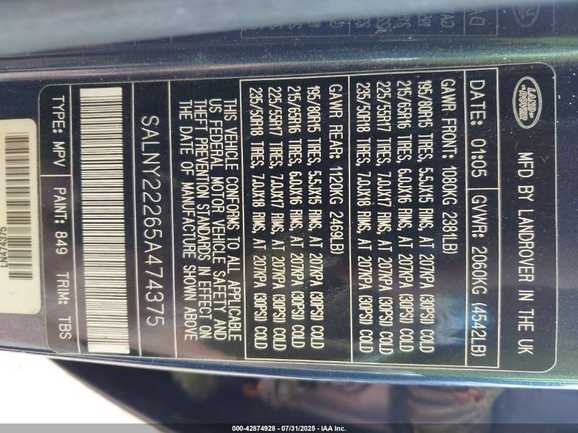 LAND ROVER
MFD BY LANDROVER IN THE UK
DATE: 01:05 GVWR: 2060KG (4542LB)
GAWR FRONT: 1080KG 2381LB)
195/80R15 TIRES, 5.5JX15 RIMS, AT 207KPA (30PSI) COLD
215/65R16 TIRES, 6.0JX16 RIMS, AT 207KPA (30PSI) COLD
225/55R17 TIRES, 7.0JX17 RIMS, AT 207KPA (30PSI) COLD
235/50R18 TIRES, 7.0JX18 RIMS, AT 207KPA (30PSI) COLD
GAWR REAR: 1120KG 2469LB)
195/80R15 TIRES, 5.5JX15 RIMS, AT 207KPA (30PSI) COLD
215/65R16 TIRES, 6.0JX16 RIMS, AT 207KPA (30PSI) COLD
225/55R17 TIRES, 7.0JX17 RIMS, AT 207KPA (30PSI) COLD
235/50R18 TIRES, 7.0JX18 RIMS, AT 207KPA (30PSI) COLD
THIS VEHICLE CONFORMS TO ALL APPLICABLE
US FEDERAL MOTOR VEHICLE SAFETY AND
THEFT PREVENTION STANDARDS IN EFFECT ON
THE DATE OF MANUFACTURE SHOWN ABOVE
SALNY22265A474375
TYPE: MPV PAINT: 849 TRIM: TBS
000-42874928 - 07/31/2025 - IAA Inc.